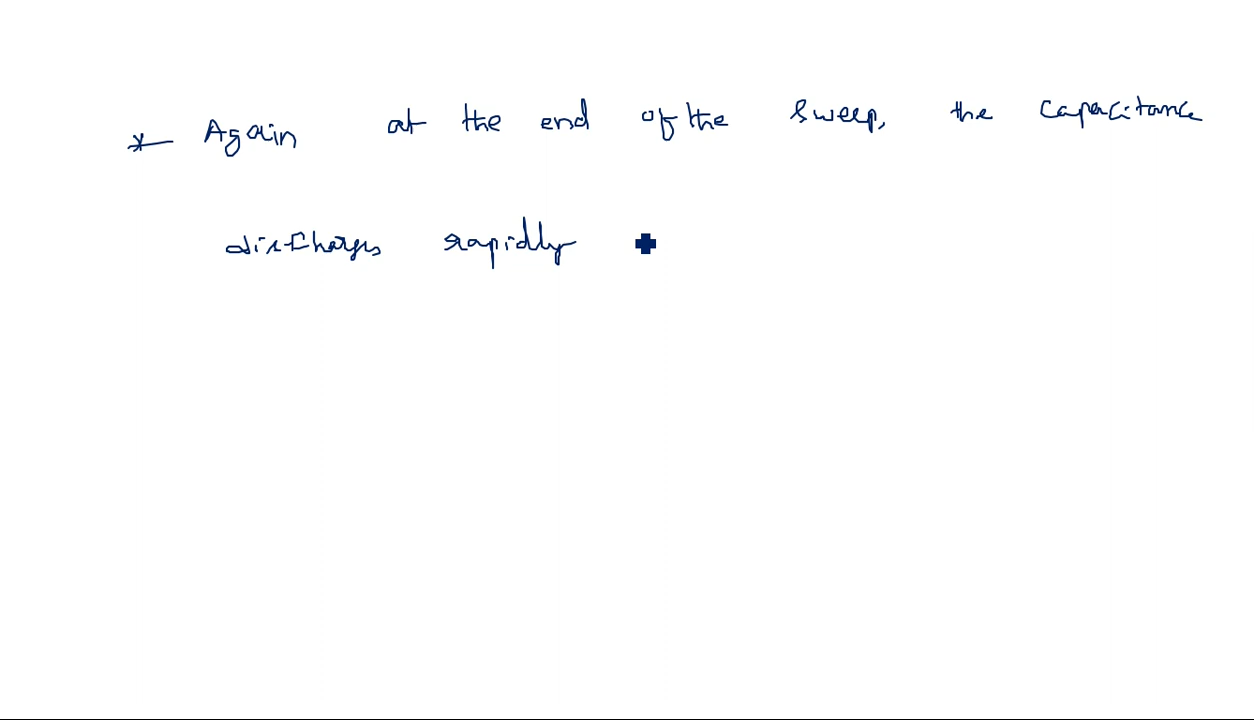 * Again at the end of the sweep, the capacitance
discharges rapidly